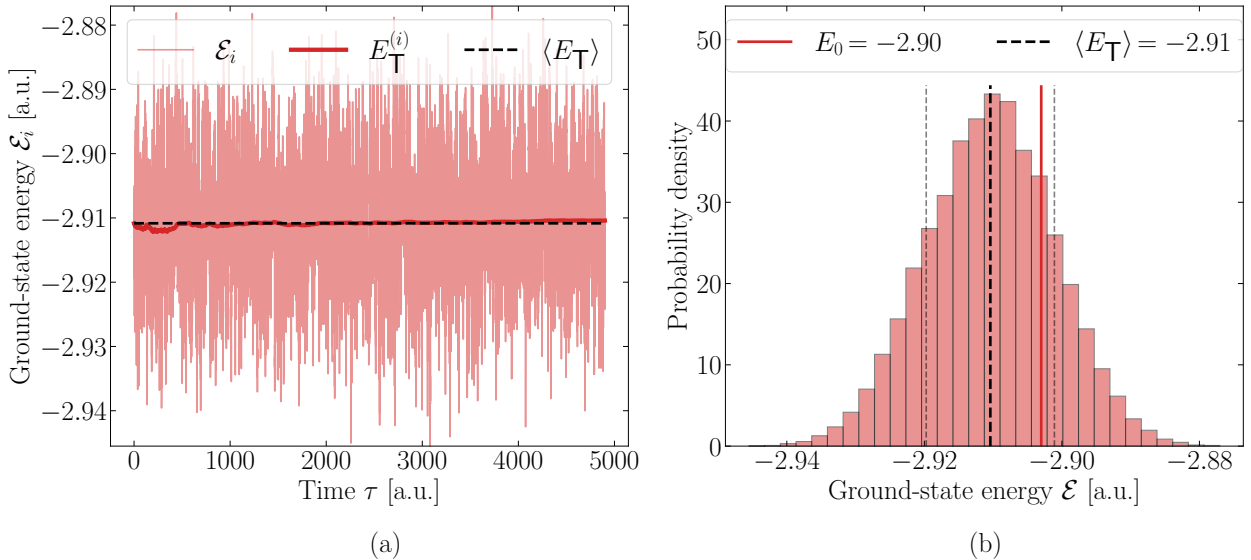 ℰᵢ E_T^{(i)} ⟨E_T⟩
Ground-state energy ℰᵢ [a.u.]
−2.88
−2.89
−2.90
−2.91
−2.92
−2.93
−2.94
0 1000 2000 3000 4000 5000
Time τ [a.u.]
(a)
E₀ = −2.90 ⟨E_T⟩ = −2.91
Probability density
50
40
30
20
10
0
−2.94 −2.92 −2.90 −2.88
Ground-state energy ℰ [a.u.]
(b)